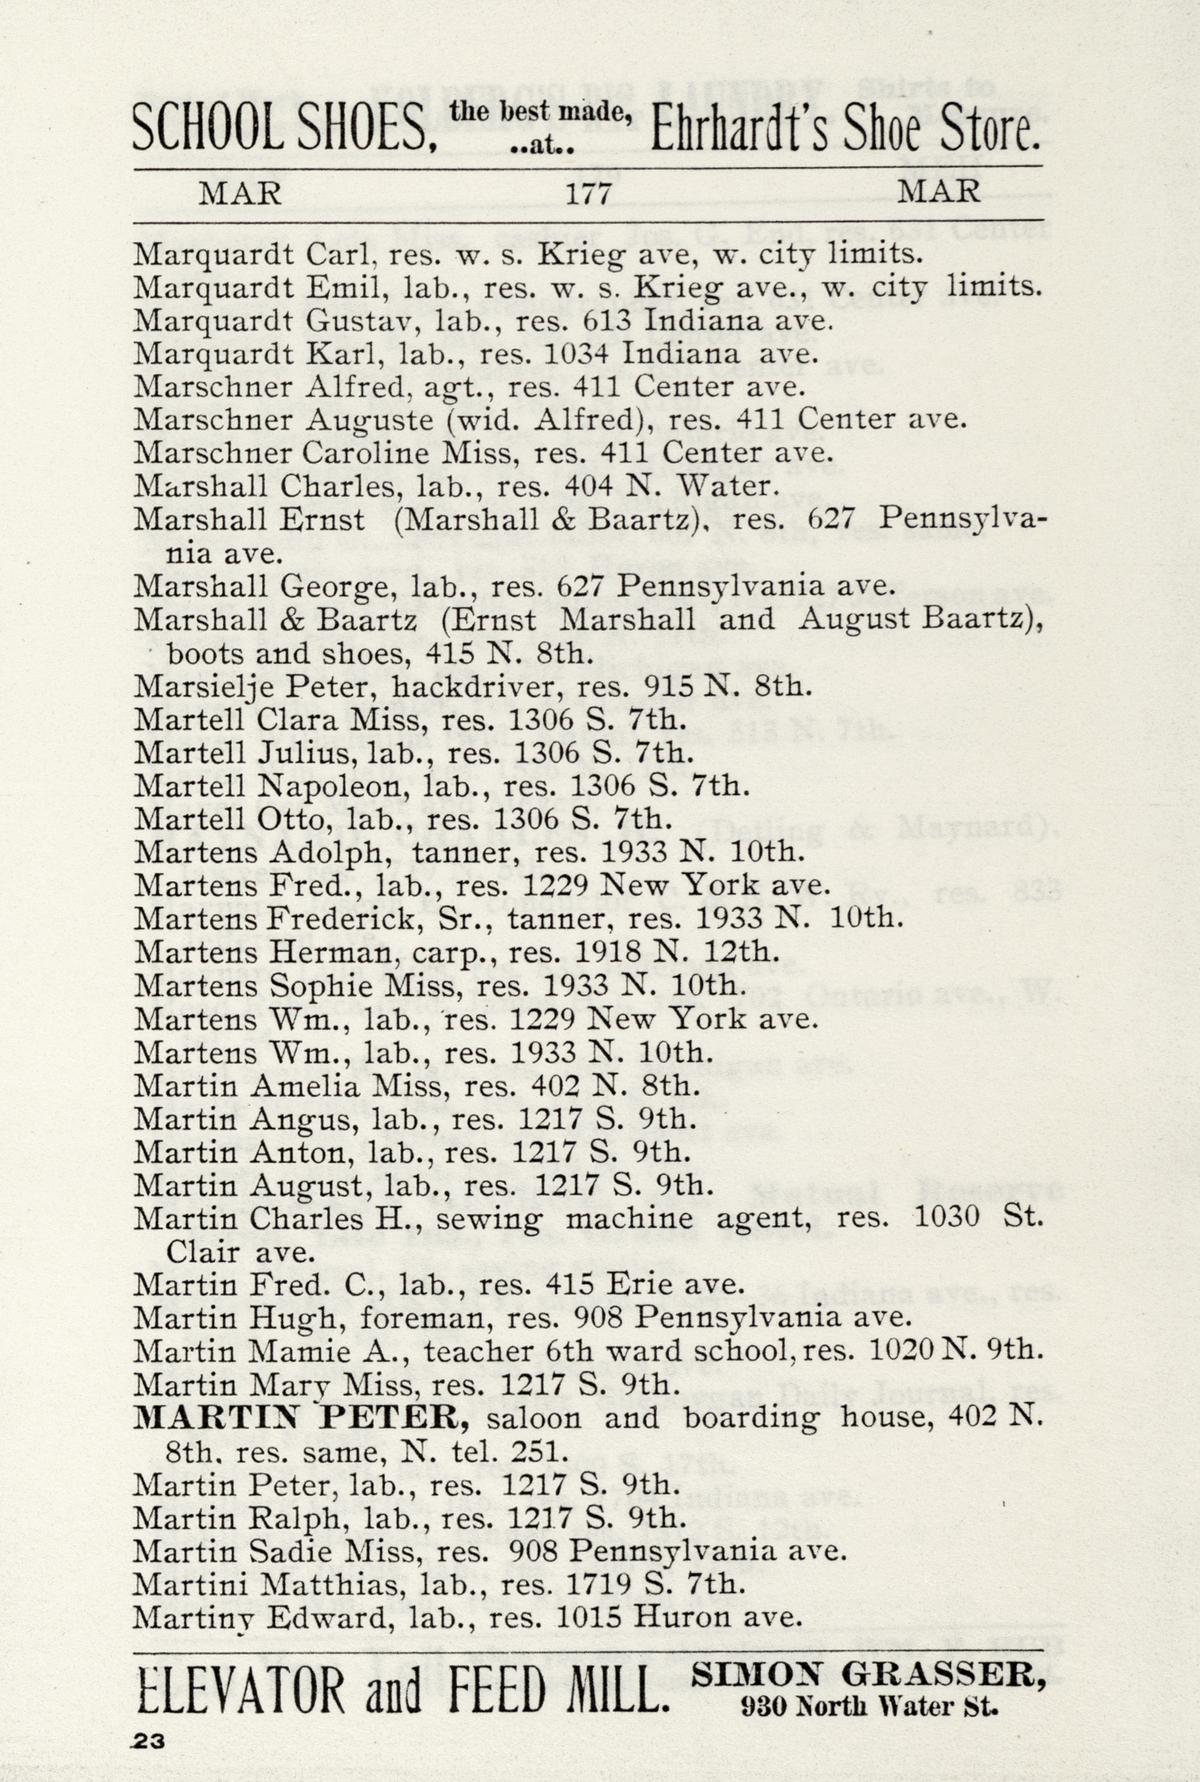 SCHOOL SHOES, the best made, ..at.. Ehrhardt's Shoe Store.
MAR 177 MAR
Marquardt Carl, res. w. s. Krieg ave, w. city limits.
Marquardt Emil, lab., res. w. s. Krieg ave., w. city limits.
Marquardt Gustav, lab., res. 613 Indiana ave.
Marquardt Karl, lab., res. 1034 Indiana ave.
Marschner Alfred, agt., res. 411 Center ave.
Marschner Auguste (wid. Alfred), res. 411 Center ave.
Marschner Caroline Miss, res. 411 Center ave.
Marshall Charles, lab., res. 404 N. Water.
Marshall Ernst (Marshall & Baartz), res. 627 Pennsylva-
nia ave.
Marshall George, lab., res. 627 Pennsylvania ave.
Marshall & Baartz (Ernst Marshall and August Baartz),
boots and shoes, 415 N. 8th.
Marsielje Peter, hackdriver, res. 915 N. 8th.
Martell Clara Miss, res. 1306 S. 7th.
Martell Julius, lab., res. 1306 S. 7th.
Martell Napoleon, lab., res. 1306 S. 7th.
Martell Otto, lab., res. 1306 S. 7th.
Martens Adolph, tanner, res. 1933 N. 10th.
Martens Fred., lab., res. 1229 New York ave.
Martens Frederick, Sr., tanner, res. 1933 N. 10th.
Martens Herman, carp., res. 1918 N. 12th.
Martens Sophie Miss, res. 1933 N. 10th.
Martens Wm., lab., res. 1229 New York ave.
Martens Wm., lab., res. 1933 N. 10th.
Martin Amelia Miss, res. 402 N. 8th.
Martin Angus, lab., res. 1217 S. 9th.
Martin Anton, lab., res. 1217 S. 9th.
Martin August, lab., res. 1217 S. 9th.
Martin Charles H., sewing machine agent, res. 1030 St.
Clair ave.
Martin Fred. C., lab., res. 415 Erie ave.
Martin Hugh, foreman, res. 908 Pennsylvania ave.
Martin Mamie A., teacher 6th ward school, res. 1020 N. 9th.
Martin Mary Miss, res. 1217 S. 9th.
MARTIN PETER, saloon and boarding house, 402 N.
8th. res. same, N. tel. 251.
Martin Peter, lab., res. 1217 S. 9th.
Martin Ralph, lab., res. 1217 S. 9th.
Martin Sadie Miss, res. 908 Pennsylvania ave.
Martini Matthias, lab., res. 1719 S. 7th.
Martiny Edward, lab., res. 1015 Huron ave.
ELEVATOR and FEED MILL. SIMON GRASSER,
930 North Water St.
23